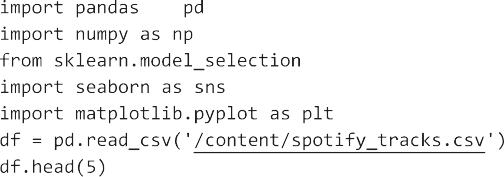 import pandas    pd
import numpy as np
from sklearn.model_selection
import seaborn as sns
import matplotlib.pyplot as plt
df = pd.read_csv('/content/spotify_tracks.csv')
df.head(5)